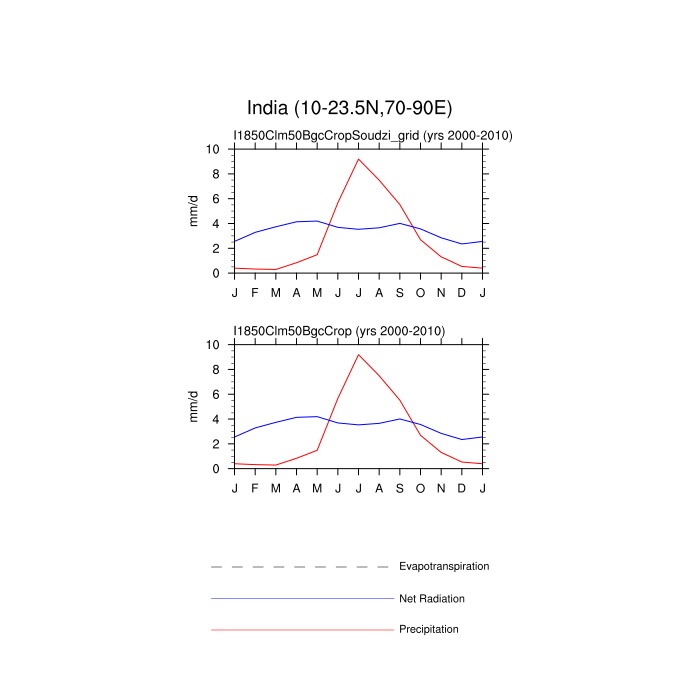 India (10-23.5N,70-90E)
I1850Clm50BgcCropSoudzi_grid (yrs 2000-2010)
10
8
6
4
2
0
mm/d
J F M A M J J A S O N D J
I1850Clm50BgcCrop (yrs 2000-2010)
10
8
6
4
2
0
mm/d
J F M A M J J A S O N D J
Evapotranspiration
Net Radiation
Precipitation